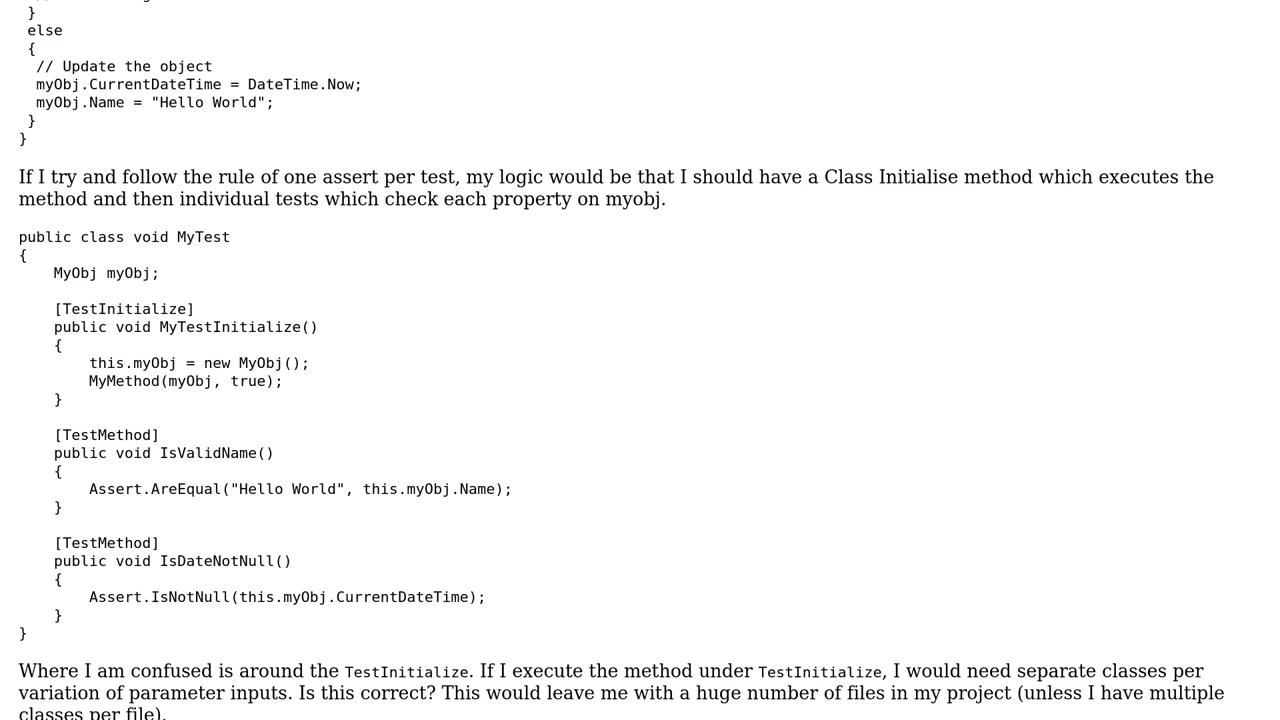 }
else
{
// Update the object
myObj.CurrentDateTime = DateTime.Now;
myObj.Name = "Hello World";
}
}
If I try and follow the rule of one assert per test, my logic would be that I should have a Class Initialise method which executes the
method and then individual tests which check each property on myobj.
public class void MyTest
{
MyObj myObj;
[TestInitialize]
public void MyTestInitialize()
{
this.myObj = new MyObj();
MyMethod(myObj, true);
}
[TestMethod]
public void IsValidName()
{
Assert.AreEqual("Hello World", this.myObj.Name);
}
[TestMethod]
public void IsDateNotNull()
{
Assert.IsNotNull(this.myObj.CurrentDateTime);
}
}
Where I am confused is around the TestInitialize. If I execute the method under TestInitialize, I would need separate classes per
variation of parameter inputs. Is this correct? This would leave me with a huge number of files in my project (unless I have multiple
classes per file).